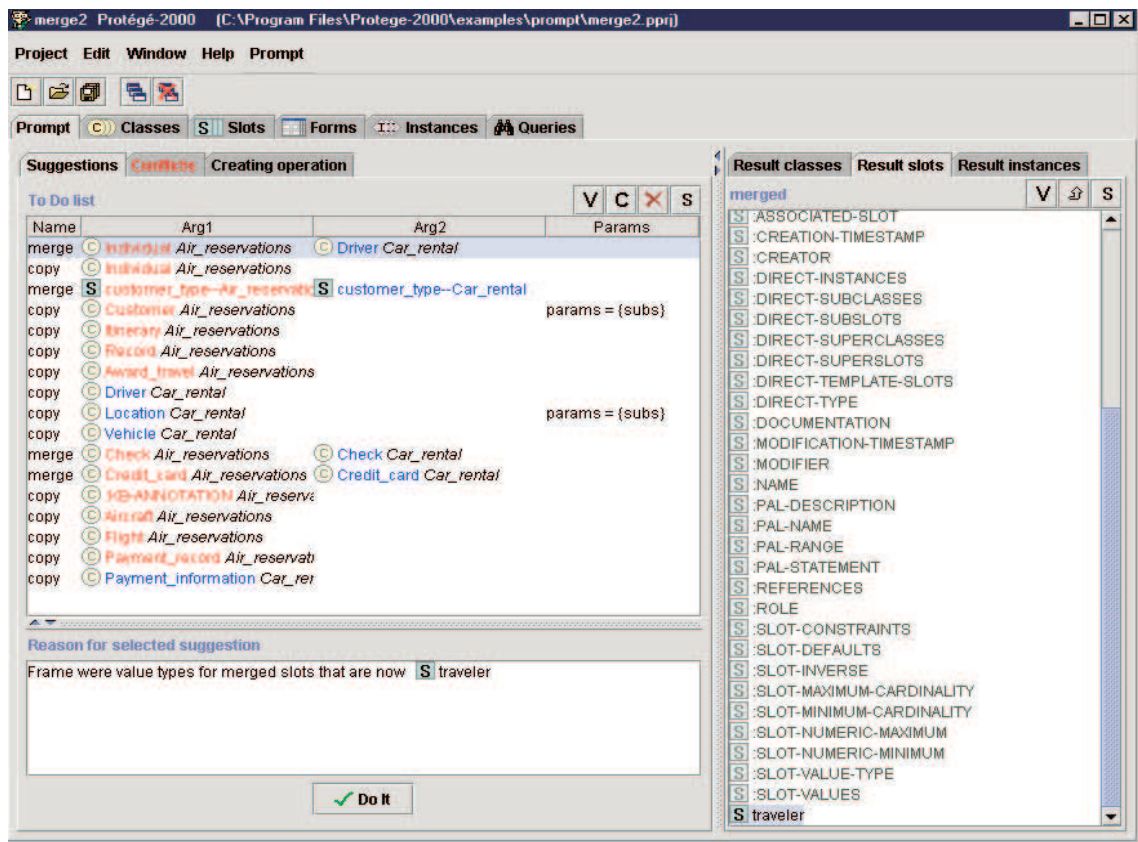 merge2 Protégé-2000 (C:\Program Files\Protege-2000\examples\prompt\merge2.pprj)
Project Edit Window Help Prompt
Prompt C Classes S Slots Forms Instances Queries
Suggestions Conflicts Creating operation
To Do list V C S
Name Arg1 Arg2 Params
merge C Individual Air_reservations C Driver Car_rental
copy C Individual Air_reservations
merge S customer_type--Air_reservatic S customer_type--Car_rental
copy C Customer Air_reservations params = {subs}
copy C Itinerary Air_reservations
copy C Record Air_reservations
copy C Award_travel Air_reservations
copy C Driver Car_rental
copy C Location Car_rental params = {subs}
copy C Vehicle Car_rental
merge C Check Air_reservations C Check Car_rental
merge C Credit_card Air_reservations C Credit_card Car_rental
copy C :KB-ANNOTATION Air_reserva
copy C Aircraft Air_reservations
copy C Flight Air_reservations
copy C Payment_record Air_reservati
copy C Payment_information Car_rer
Reason for selected suggestion
Frame were value types for merged slots that are now S traveler
Do It
Result classes Result slots Result instances
merged V S
S :ASSOCIATED-SLOT
S :CREATION-TIMESTAMP
S :CREATOR
S :DIRECT-INSTANCES
S :DIRECT-SUBCLASSES
S :DIRECT-SUBSLOTS
S :DIRECT-SUPERCLASSES
S :DIRECT-SUPERSLOTS
S :DIRECT-TEMPLATE-SLOTS
S :DIRECT-TYPE
S :DOCUMENTATION
S :MODIFICATION-TIMESTAMP
S :MODIFIER
S :NAME
S :PAL-DESCRIPTION
S :PAL-NAME
S :PAL-RANGE
S :PAL-STATEMENT
S :REFERENCES
S :ROLE
S :SLOT-CONSTRAINTS
S :SLOT-DEFAULTS
S :SLOT-INVERSE
S :SLOT-MAXIMUM-CARDINALITY
S :SLOT-MINIMUM-CARDINALITY
S :SLOT-NUMERIC-MAXIMUM
S :SLOT-NUMERIC-MINIMUM
S :SLOT-VALUE-TYPE
S :SLOT-VALUES
S traveler